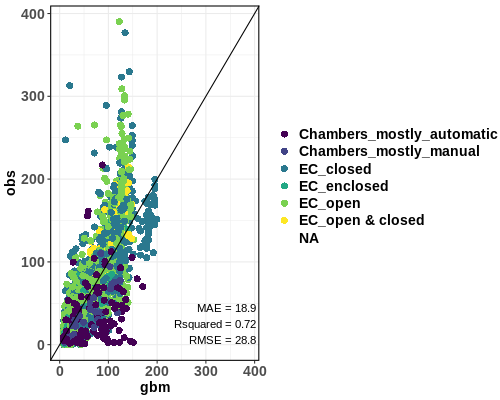 400
300
200
100
0
obs
MAE = 18.9
Rsquared = 0.72
RMSE = 28.8
0 100 200 300 400
gbm
Chambers_mostly_automatic
Chambers_mostly_manual
EC_closed
EC_enclosed
EC_open
EC_open & closed
NA